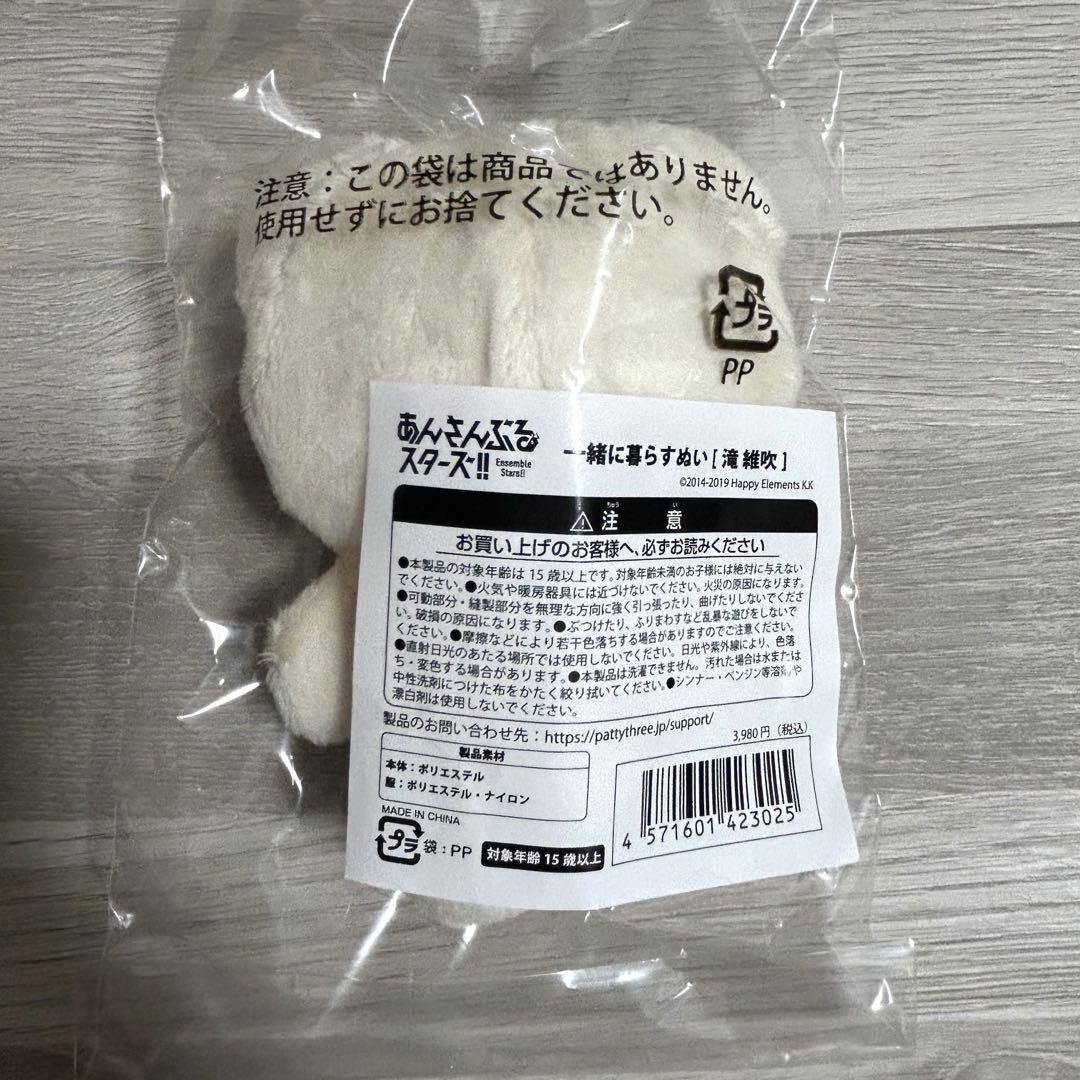 注意：この袋は商品ではありません。
使用せずにお捨てください。
プラ
PP
あんさんぶる
スターズ!!
Ensemble
Stars!!
一緒に暮らすぬい [ 滝 維吹 ]
©2014-2019 Happy Elements K.K
ちゅう い
⚠注 意
お買い上げのお客様へ、必ずお読みください
●本製品の対象年齢は 15 歳以上です。対象年齢未満のお子様には絶対に与えない
でください。●火気や暖房器具には近づけないでください。火災の原因になります。
●可動部分・縫製部分を無理な方向に強く引っ張ったり、曲げたりしないでくださ
い。破損の原因になります。●ぶつけたり、ふりまわすなど乱暴な遊びをしないで
ください。●摩擦などにより若干色落ちする場合がありますのでご注意ください。
●直射日光のあたる場所では使用しないでください。日光や紫外線により、色落
ち・変色する場合があります。●本製品は洗濯できません。汚れた場合は水または
中性洗剤につけた布をかたく絞り拭いてください。●シンナー・ベンジン等溶剤や
漂白剤は使用しないでください。
製品のお問い合わせ先：https://pattythree.jp/support/
3,980 円（税込）
製品素材
本体：ポリエステル
服：ポリエステル・ナイロン
MADE IN CHINA
プラ 袋：PP
対象年齢 15 歳以上
4 571601 423025